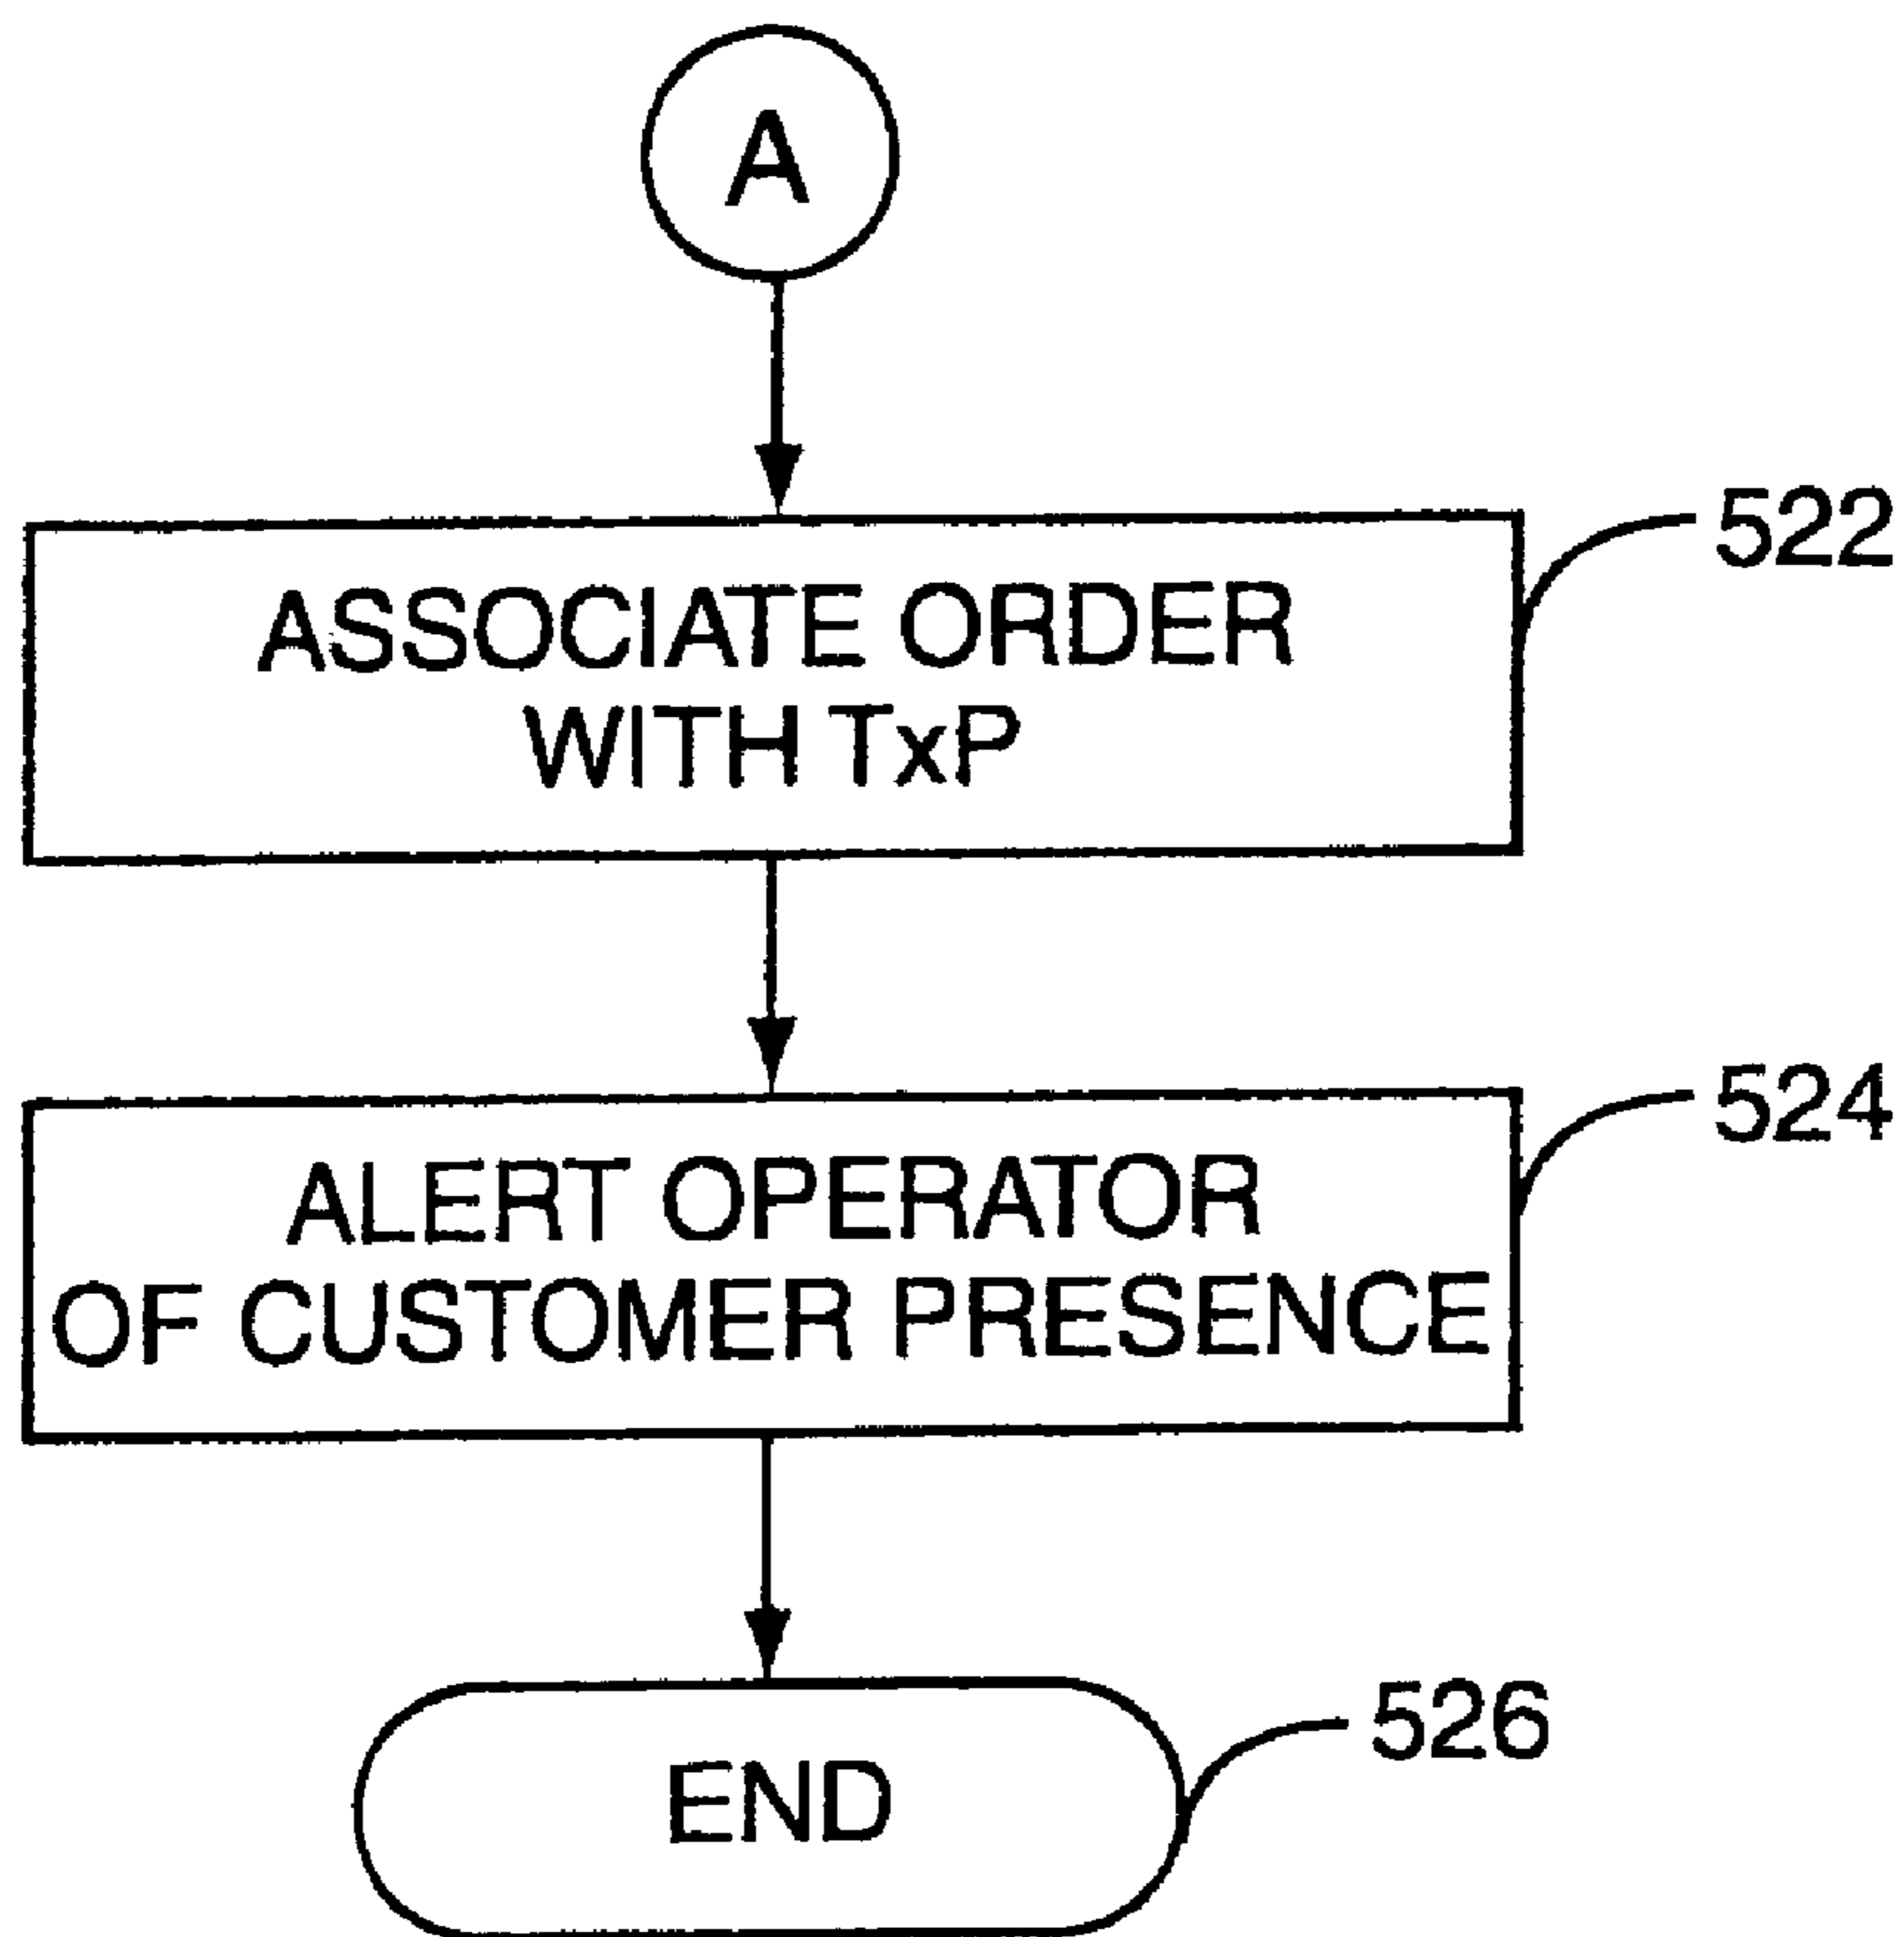 A
522
ASSOCIATE ORDER
WITH TxP
524
ALERT OPERATOR
OF CUSTOMER PRESENCE
526
END